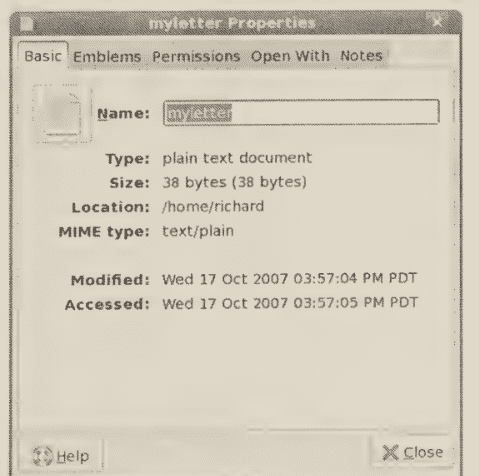 myletter Properties
Basic Emblems Permissions Open With Notes
Name: myletter
Type: plain text document
Size: 38 bytes (38 bytes)
Location: /home/richard
MIME type: text/plain
Modified: Wed 17 Oct 2007 03:57:04 PM PDT
Accessed: Wed 17 Oct 2007 03:57:05 PM PDT
Help Close